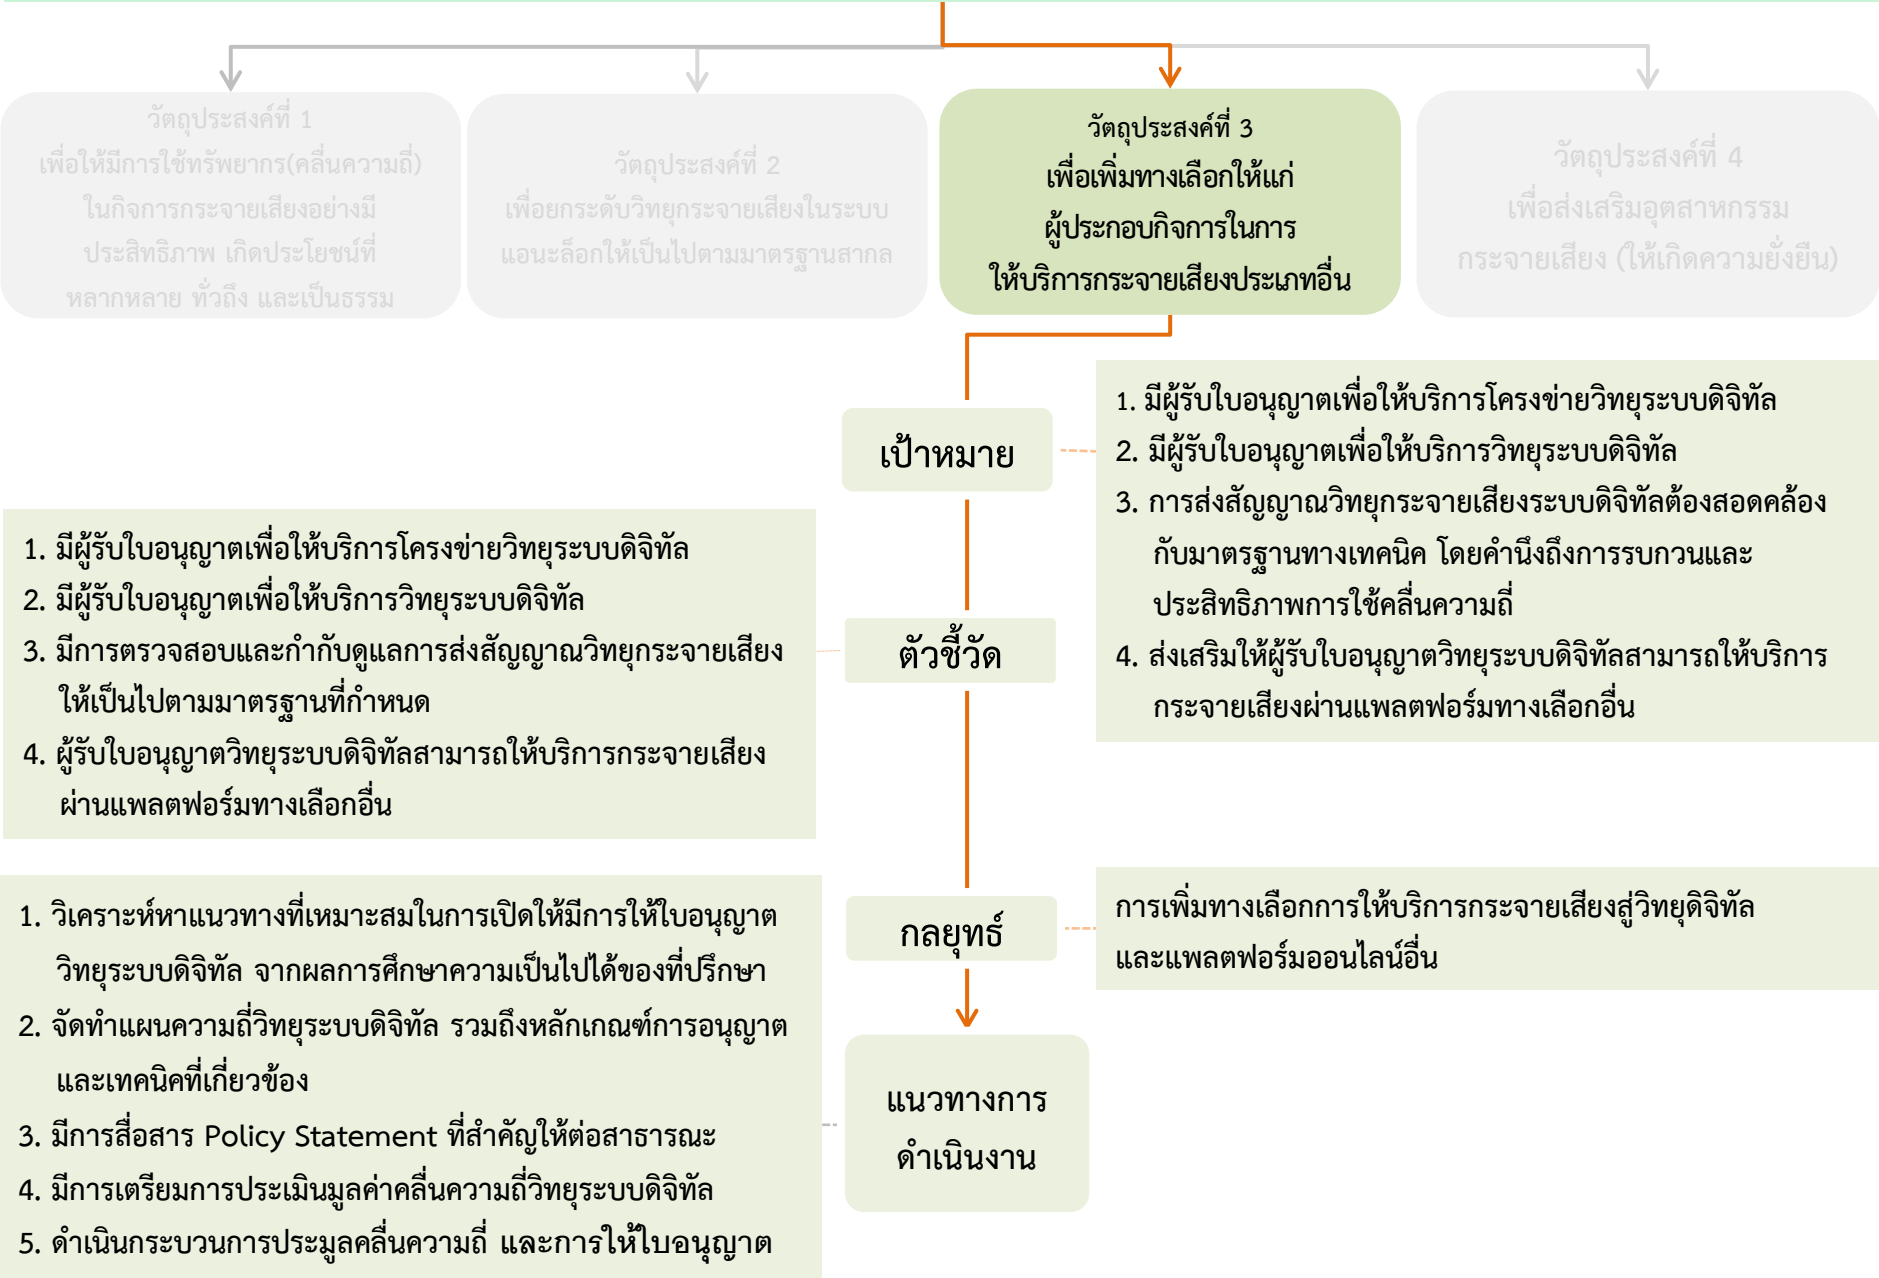 วัตถุประสงค์ที่ 1
เพื่อให้มีการใช้ทรัพยากร(คลื่นความถี่)
ในกิจการกระจายเสียงอย่างมี
ประสิทธิภาพ เกิดประโยชน์ที่
หลากหลาย ทั่วถึง และเป็นธรรม
วัตถุประสงค์ที่ 2
เพื่อยกระดับวิทยุกระจายเสียงในระบบ
แอนะล็อกให้เป็นไปตามมาตรฐานสากล
วัตถุประสงค์ที่ 3
เพื่อเพิ่มทางเลือกให้แก่
ผู้ประกอบกิจการในการ
ให้บริการกระจายเสียงประเภทอื่น
วัตถุประสงค์ที่ 4
เพื่อส่งเสริมอุตสาหกรรม
กระจายเสียง (ให้เกิดความยั่งยืน)
เป้าหมาย
1. มีผู้รับใบอนุญาตเพื่อให้บริการโครงข่ายวิทยุระบบดิจิทัล
2. มีผู้รับใบอนุญาตเพื่อให้บริการวิทยุระบบดิจิทัล
3. การส่งสัญญาณวิทยุกระจายเสียงระบบดิจิทัลต้องสอดคล้อง
กับมาตรฐานทางเทคนิค โดยคำนึงถึงการรบกวนและ
ประสิทธิภาพการใช้คลื่นความถี่
4. ส่งเสริมให้ผู้รับใบอนุญาตวิทยุระบบดิจิทัลสามารถให้บริการ
กระจายเสียงผ่านแพลตฟอร์มทางเลือกอื่น
1. มีผู้รับใบอนุญาตเพื่อให้บริการโครงข่ายวิทยุระบบดิจิทัล
2. มีผู้รับใบอนุญาตเพื่อให้บริการวิทยุระบบดิจิทัล
3. มีการตรวจสอบและกำกับดูแลการส่งสัญญาณวิทยุกระจายเสียง
ให้เป็นไปตามมาตรฐานที่กำหนด
4. ผู้รับใบอนุญาตวิทยุระบบดิจิทัลสามารถให้บริการกระจายเสียง
ผ่านแพลตฟอร์มทางเลือกอื่น
ตัวชี้วัด
กลยุทธ์
การเพิ่มทางเลือกการให้บริการกระจายเสียงสู่วิทยุดิจิทัล
และแพลตฟอร์มออนไลน์อื่น
1. วิเคราะห์หาแนวทางที่เหมาะสมในการเปิดให้มีการให้ใบอนุญาต
วิทยุระบบดิจิทัล จากผลการศึกษาความเป็นไปได้ของที่ปรึกษา
2. จัดทำแผนความถี่วิทยุระบบดิจิทัล รวมถึงหลักเกณฑ์การอนุญาต
และเทคนิคที่เกี่ยวข้อง
3. มีการสื่อสาร Policy Statement ที่สำคัญให้ต่อสาธารณะ
4. มีการเตรียมการประเมินมูลค่าคลื่นความถี่วิทยุระบบดิจิทัล
5. ดำเนินกระบวนการประมูลคลื่นความถี่ และการให้ใบอนุญาต
แนวทางการ
ดำเนินงาน